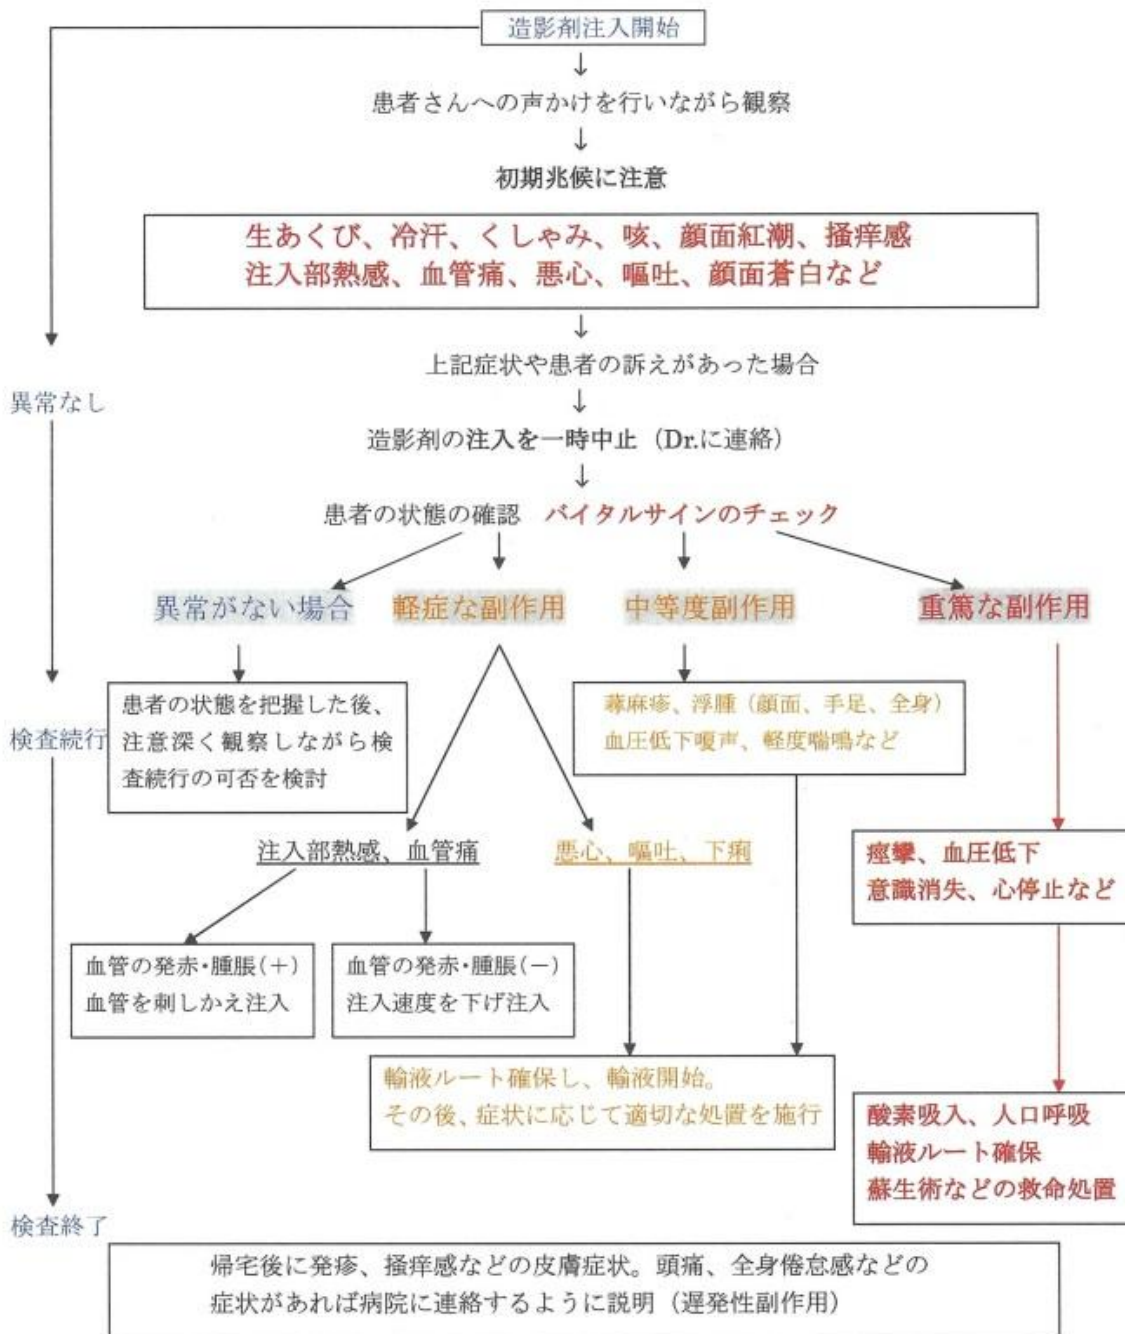 造影剤注入開始
↓
患者さんへの声かけを行いながら観察
↓
初期兆候に注意
生あくび、冷汗、くしゃみ、咳、顔面紅潮、掻痒感
注入部熱感、血管痛、悪心、嘔吐、顔面蒼白など
↓
上記症状や患者の訴えがあった場合
異常なし
↓
造影剤の注入を一時中止（Dr.に連絡）
↓
患者の状態の確認 バイタルサインのチェック
異常がない場合 軽症な副作用 中等度副作用 重篤な副作用
患者の状態を把握した後、
注意深く観察しながら検
査続行の可否を検討
蕁麻疹、浮腫（顔面、手足、全身）
血圧低下嗄声、軽度喘鳴など
検査続行
注入部熱感、血管痛
悪心、嘔吐、下痢
痙攣、血圧低下
意識消失、心停止など
血管の発赤・腫脹(＋)
血管を刺しかえ注入
血管の発赤・腫脹(－)
注入速度を下げ注入
輸液ルート確保し、輸液開始。
その後、症状に応じて適切な処置を施行
酸素吸入、人口呼吸
輸液ルート確保
蘇生術などの救命処置
検査終了
帰宅後に発疹、掻痒感などの皮膚症状。頭痛、全身倦怠感などの
症状があれば病院に連絡するように説明（遅発性副作用）